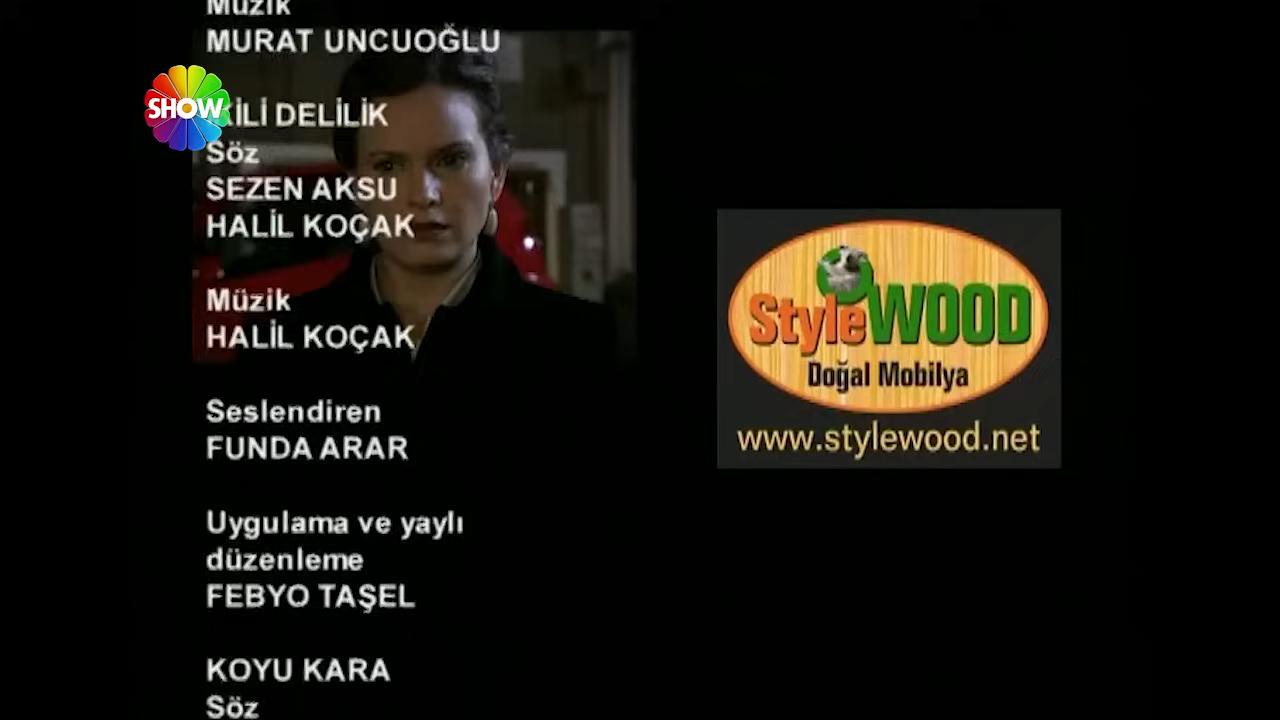 Müzik
MURAT UNCUOĞLU
SHOW
DELİLİK
Söz
SEZEN AKSU
HALİL KOÇAK
Müzik
HALİL KOÇAK
Seslendiren
FUNDA ARAR
Uygulama ve yaylı
düzenleme
FEBYO TAŞEL
KOYU KARA
Söz
StyleWOOD
Doğal Mobilya
www.stylewood.net